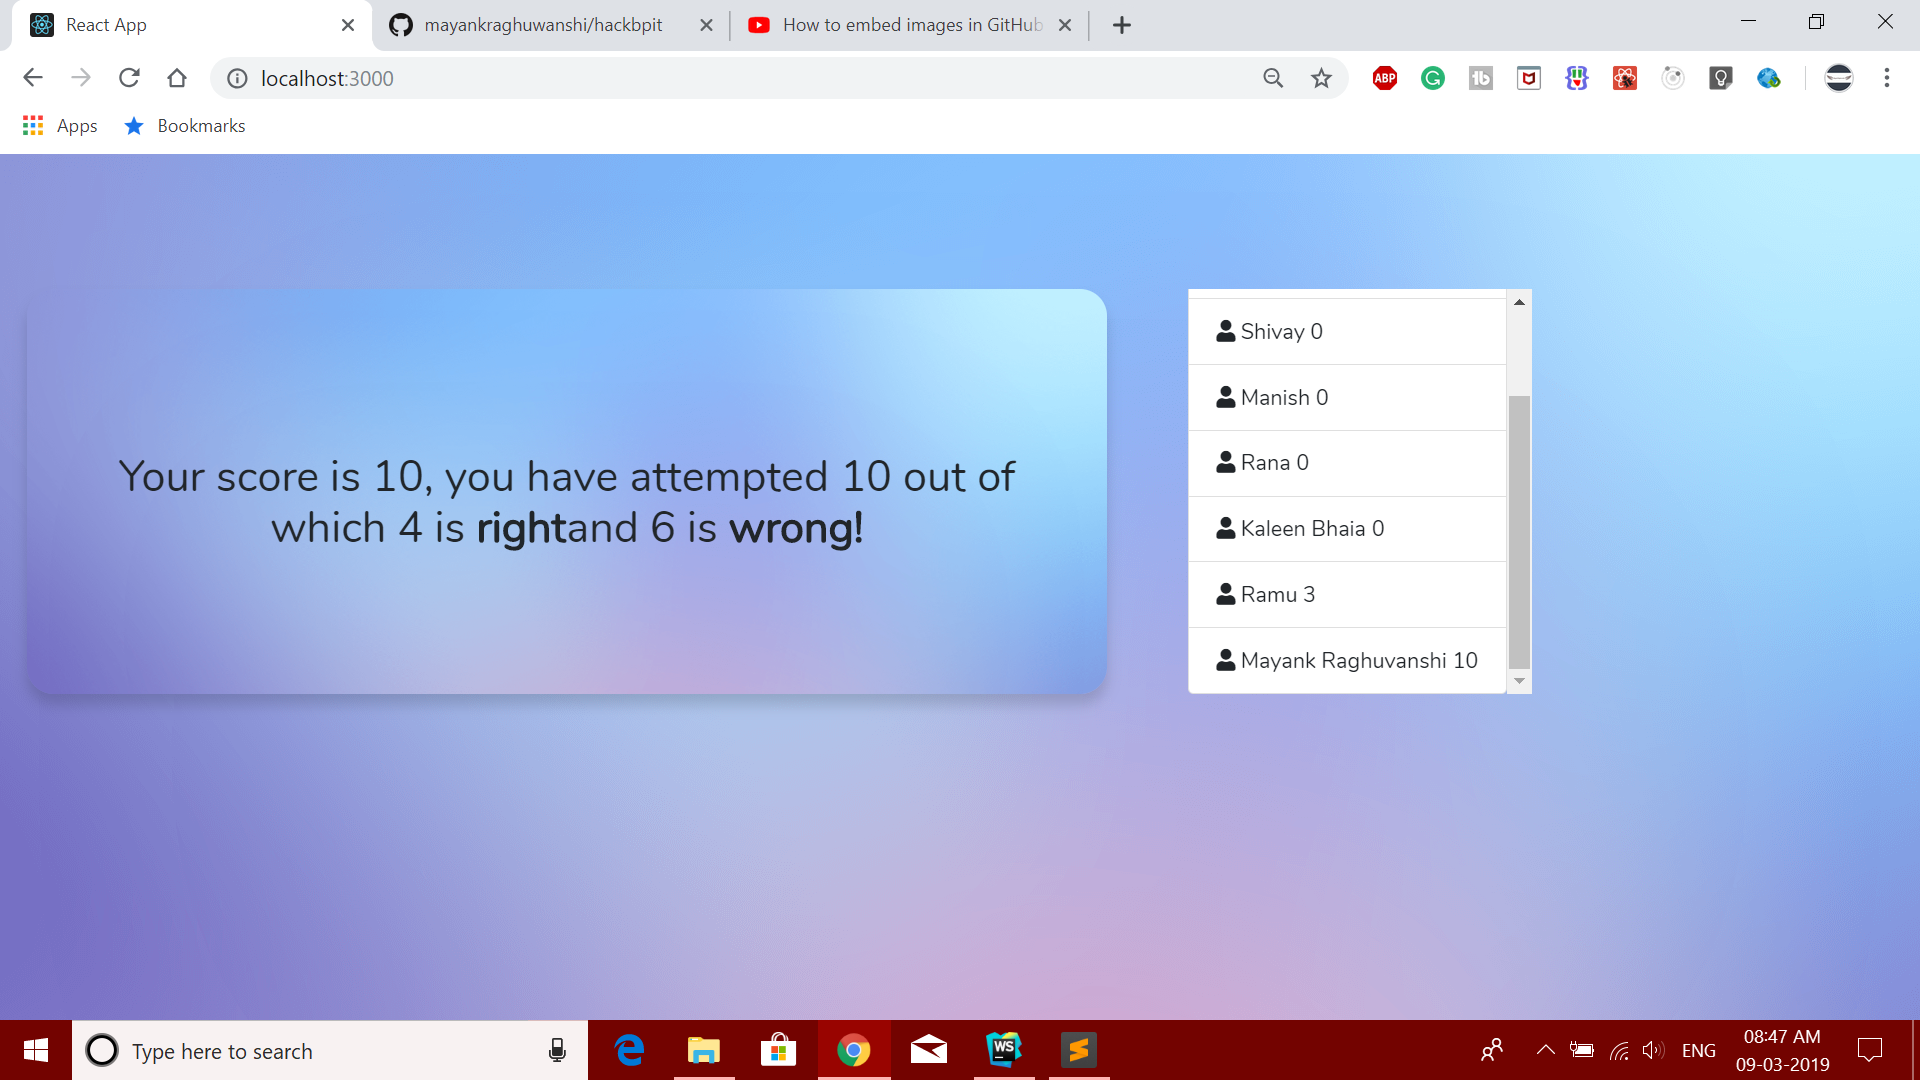 React App
mayankraghuwanshi/hackbpit
How to embed images in GitHub
localhost:3000
ABP
Apps
Bookmarks
Your score is 10, you have attempted 10 out of
which 4 is rightand 6 is wrong!
Shivay 0
Manish 0
Rana 0
Kaleen Bhaia 0
Ramu 3
Mayank Raghuvanshi 10
Type here to search
WS
ENG
08:47 AM
09-03-2019